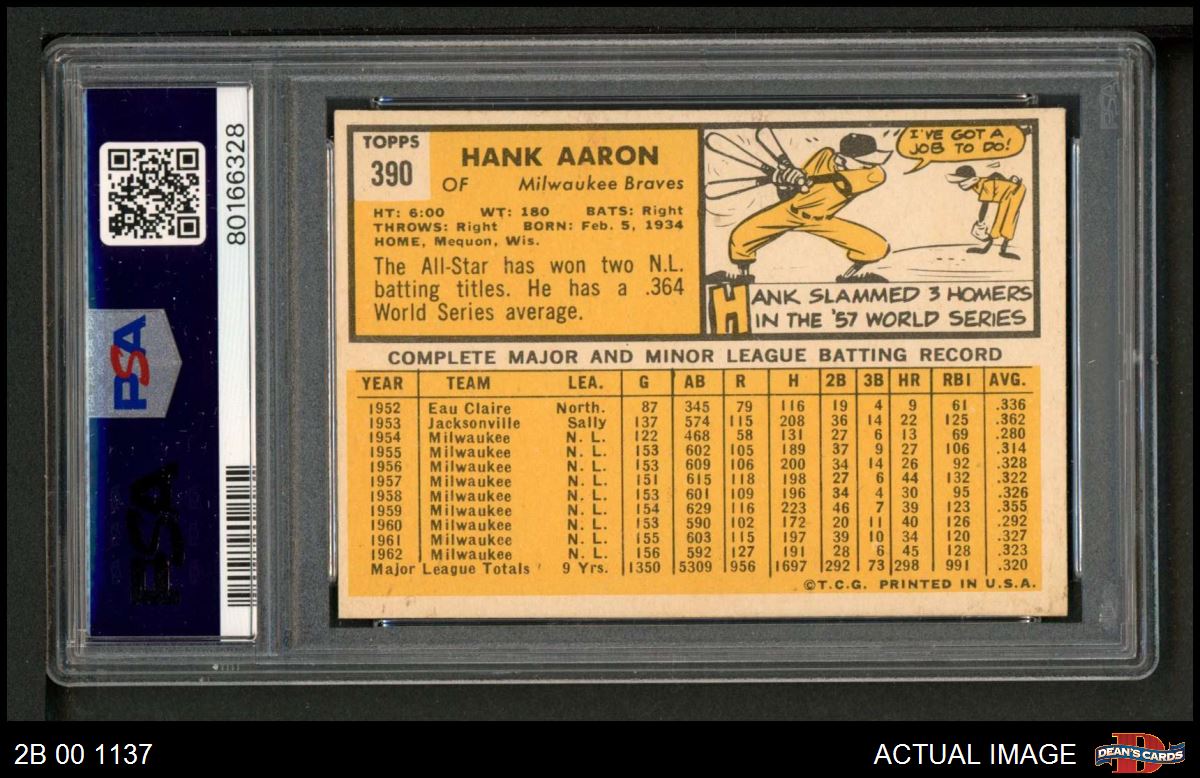 80166328
PSA
PSA
PSA
TOPPS
390
HANK AARON
OF Milwaukee Braves
HT: 6:00 WT: 180 BATS: Right
THROWS: Right BORN: Feb. 5, 1934
HOME, Mequon, Wis.
The All-Star has won two N.L.
batting titles. He has a .364
World Series average.
I'VE GOT A
JOB TO DO!
HANK SLAMMED 3 HOMERS
IN THE '57 WORLD SERIES
COMPLETE MAJOR AND MINOR LEAGUE BATTING RECORD
YEAR TEAM LEA. G AB R H 2B 3B HR RBI AVG.
1952 Eau Claire North. 87 345 79 116 19 4 9 61 .336
1953 Jacksonville Sally 137 574 115 208 36 14 22 125 .362
1954 Milwaukee N. L. 122 468 58 131 27 6 13 69 .280
1955 Milwaukee N. L. 153 602 105 189 37 9 27 106 .314
1956 Milwaukee N. L. 153 609 106 200 34 14 26 92 .328
1957 Milwaukee N. L. 151 615 118 198 27 6 44 132 .322
1958 Milwaukee N. L. 153 601 109 196 34 4 30 95 .326
1959 Milwaukee N. L. 154 629 116 223 46 7 39 123 .355
1960 Milwaukee N. L. 153 590 102 172 20 11 40 126 .292
1961 Milwaukee N. L. 155 603 115 197 39 10 34 120 .327
1962 Milwaukee N. L. 156 592 127 191 28 6 45 128 .323
Major League Totals 9 Yrs. 1350 5309 956 1697 292 73 298 991 .320
©T.C.G. PRINTED IN U.S.A.
2B 00 1137
ACTUAL IMAGE
DEAN'S CARDS